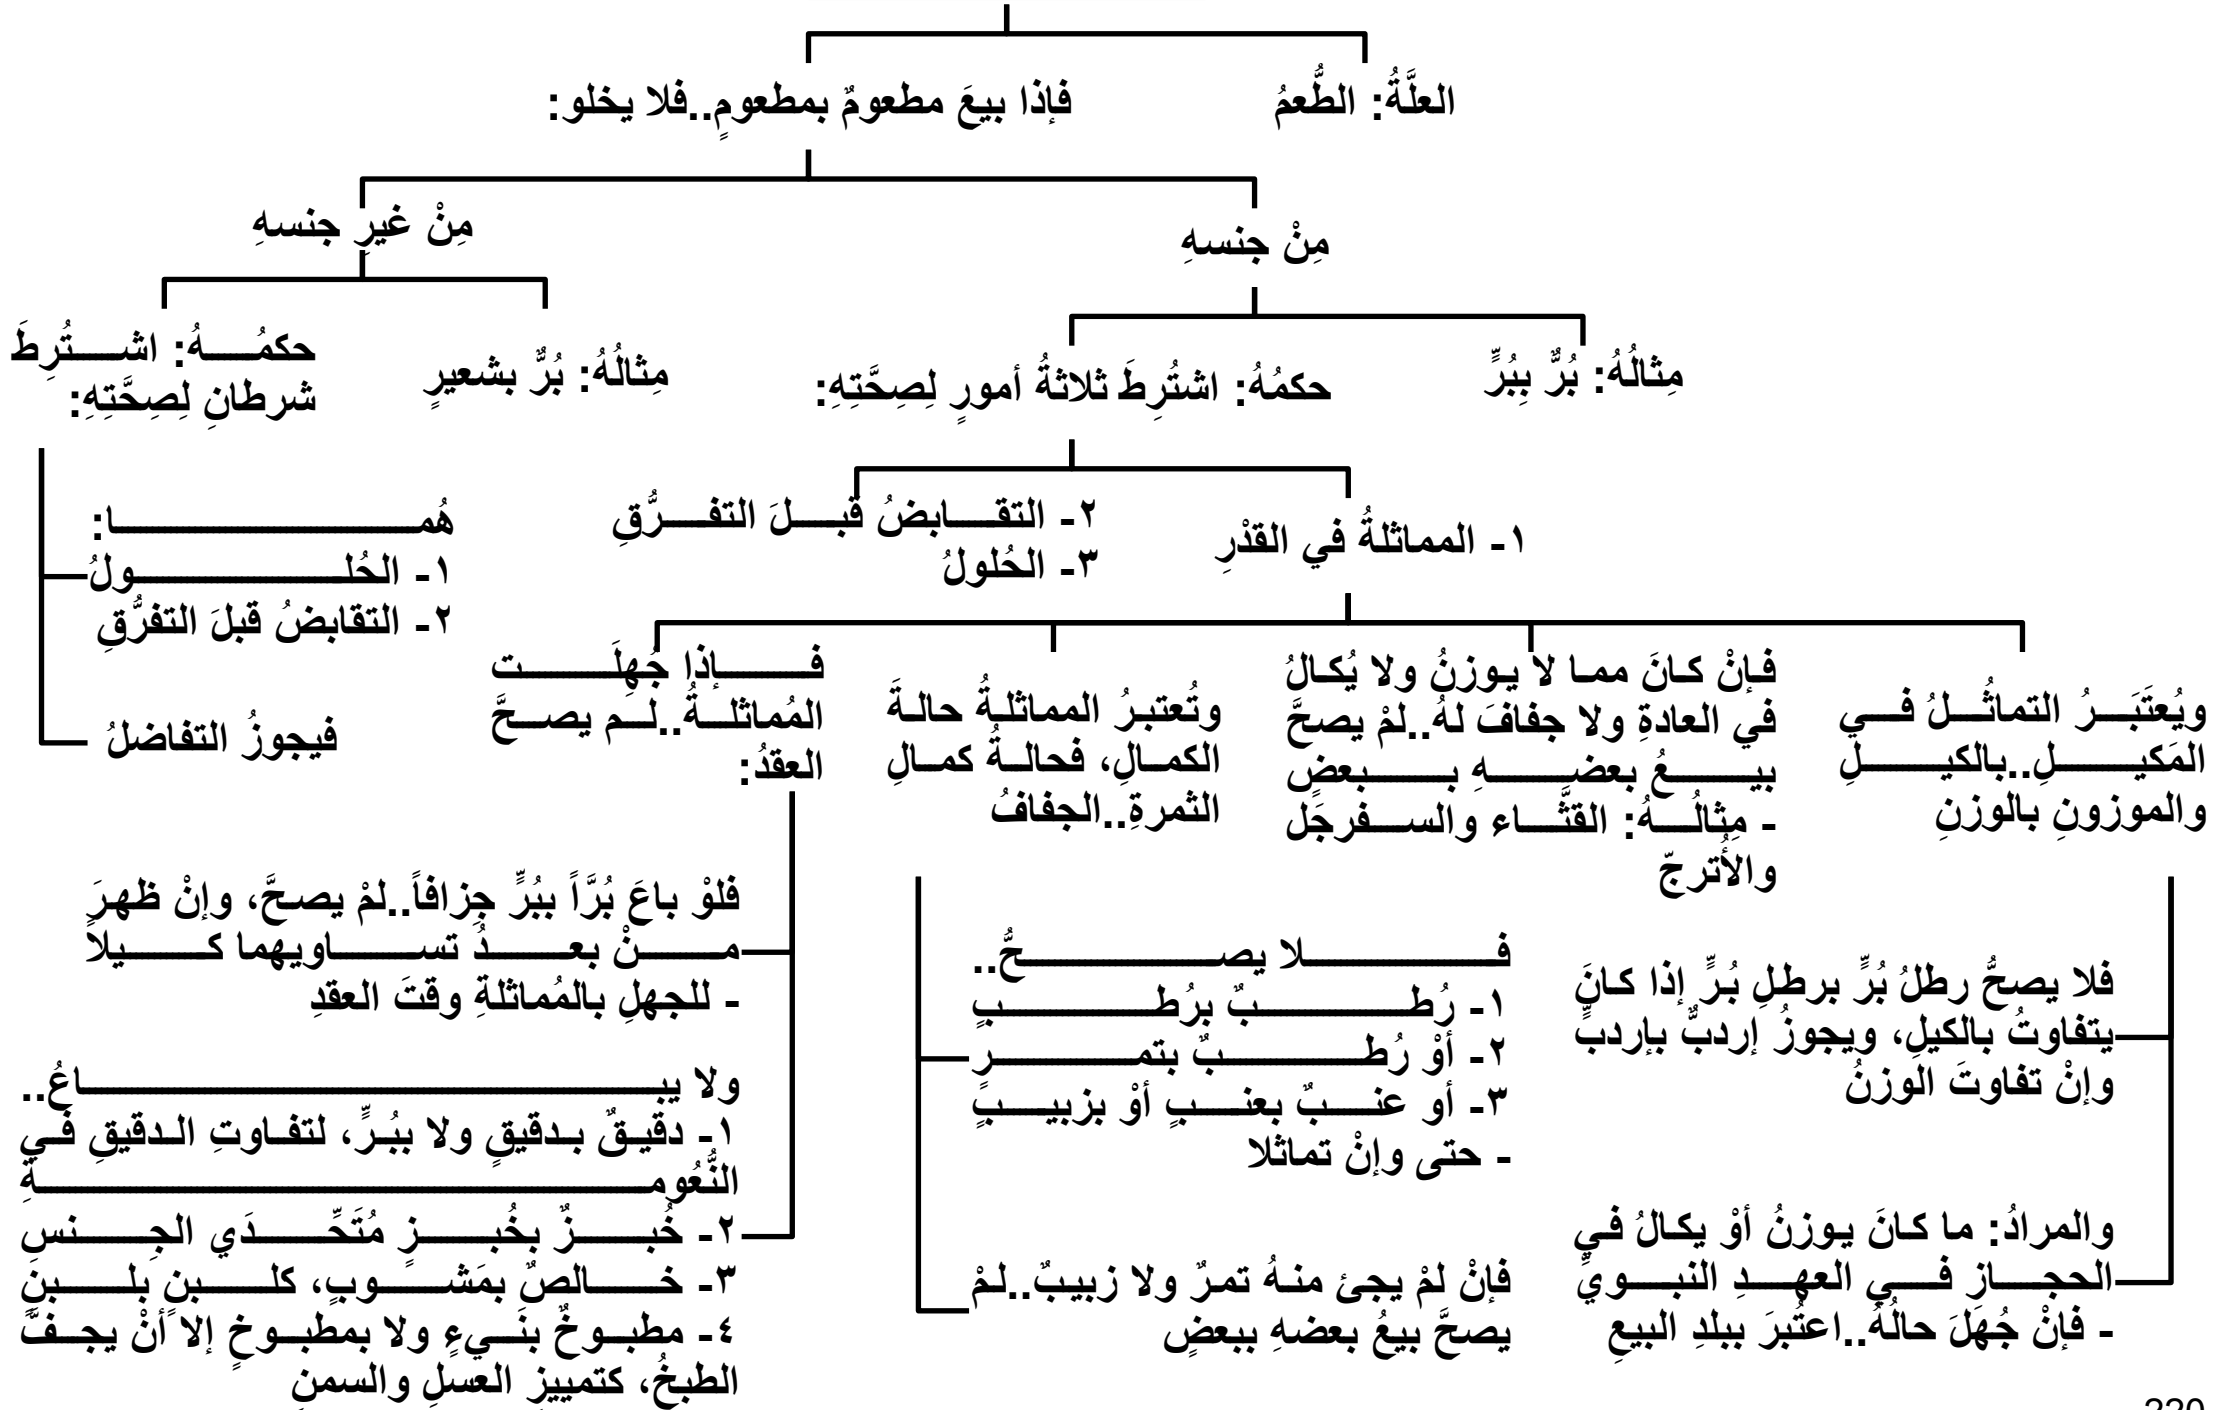 العلَّةُ: الطُّعمُ
فإذا بيعَ مطعومٌ بمطعومٍ..فلا يخلو:
مِنْ جنسهِ
مِنْ غيرِ جنسهِ
مِثالُهُ: بُرٌّ بِبُرٍّ
حكمُهُ: اشتُرِطَ ثلاثةُ أمورٍ لِصِحَّتِهِ:
مِثالُهُ: بُرٌّ بشعيرٍ
حكمُهُ: اشتُرِطَ
شرطانِ لِصِحَّتِهِ:
١- المماثلةُ في القدْرِ
٢- التقابضُ قبلَ التفرُّقِ
٣- الحُلولُ
هُما:
١- الحُلولُ
٢- التقابضُ قبلَ التفرُّقِ
فيجوزُ التفاضلُ
ويُعتَبَرُ التماثُلُ في
المَكيلِ..بالكيلِ
والموزونِ بالوزنِ
فإنْ كانَ مما لا يوزنُ ولا يُكالُ
في العادةِ ولا جفافَ لهُ..لمْ يصحَّ
بيعُ بعضهِ ببعضٍ
- مِثالُهُ: القثَّاء والسفرجَل
والأُترجّ
وتُعتبرُ المماثلةُ حالةَ
الكمالِ، فحالةُ كمالِ
الثمرةِ..الجفافُ
فإذا جُهِلَت
المُماثلةُ..لم يصحَّ
العقدُ:
فلا يصحُّ رطلُ بُرٍّ برطلِ بُرٍّ إذا كانَ
يتفاوتُ بالكيلِ، ويجوزُ إردبٌّ بإردبٍّ
وإنْ تفاوتَ الوزنُ
والمرادُ: ما كانَ يوزنُ أوْ يكالُ في
الحجاز في العهدِ النبويِّ
- فإنْ جُهلَ حالُهُ..اعتُبرَ ببلدِ البيعِ
فلا يصحُّ..
١- رُطبٌ برُطبٍ
٢- أوْ رُطبٌ بتمرٍ
٣- أو عنبٌ بعنبٍ أوْ بزبيبٍ
- حتى وإنْ تماثلا
فإنْ لمْ يجئ منهُ تمرٌ ولا زبيبٌ..لمْ
يصحَّ بيعُ بعضهِ ببعضٍ
فلوْ باعَ بُرَّاً ببُرٍّ جِزافاً..لمْ يصحَّ، وإنْ ظهرَ
منْ بعدُ تساويهما كيلاً
- للجهلِ بالمُماثلةِ وقتَ العقدِ
ولا يباعُ..
١- دقيقٌ بدقيقٍ ولا ببُرٍّ، لتفاوتِ الدقيقِ في
النُّعُومةِ
٢- خُبزٌ بخُبزٍ مُتَحِّدَي الجِنسِ
٣- خالصٌ بمَشوبٍ، كلبنٍ بلبنٍ
٤- مطبوخٌ بنَيءٍ ولا بمطبوخٍ إلا أنْ يجفَّ
الطبخُ، كتمييزِ العسلِ والسمنِ